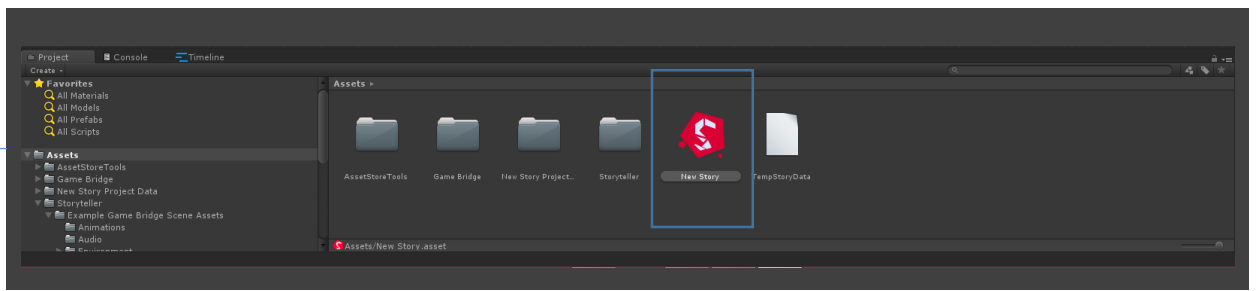 Project Console Timeline
Create
Favorites
All Materials
All Models
All Prefabs
All Scripts
Assets
AssetStoreTools
Game Bridge
New Story Project Data
Storyteller
Example Game Bridge Scene Assets
Animations
Audio
Environment
Assets
AssetStoreTools Game Bridge New Story Project... Storyteller New Story TempStoryData
Assets/New Story.asset